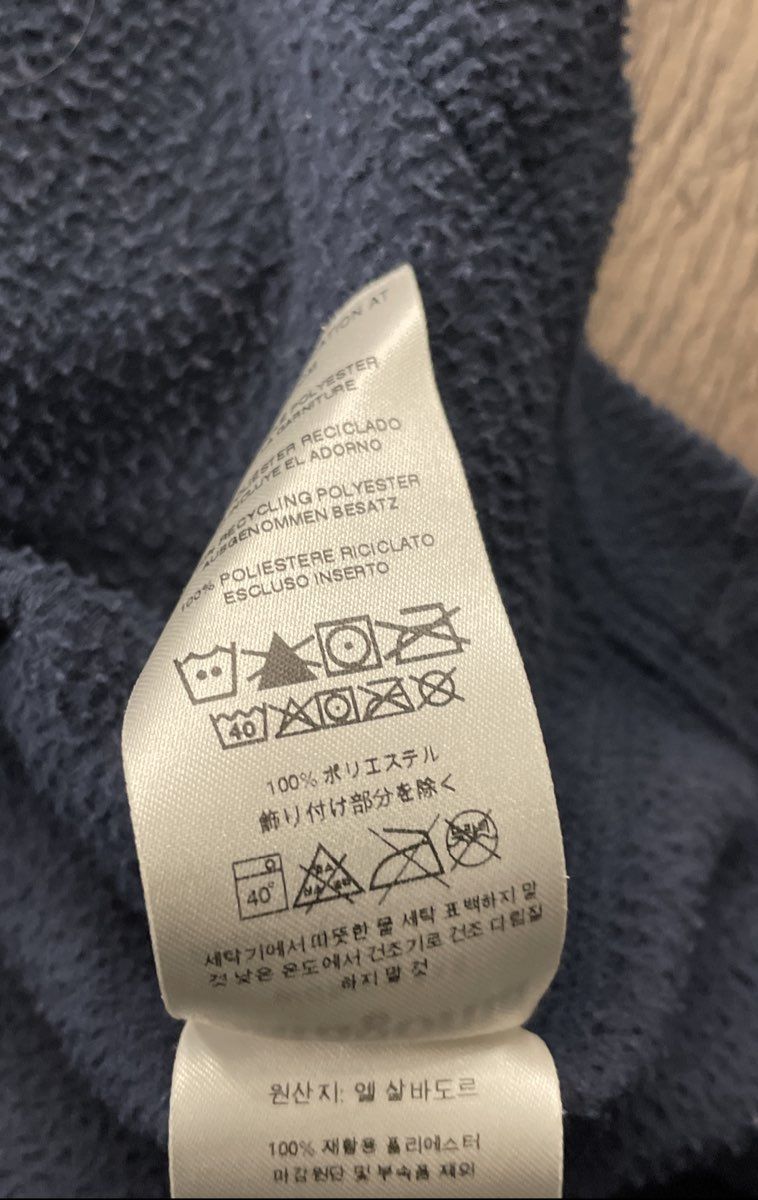 ATION AT
POLYESTER
GARNITURE
RECICLADO
EL ADORNO
RECYCLING POLYESTER
AUSGENOMMEN BESATZ
100% POLIESTERE RICICLATO
ESCLUSO INSERTO
40
100% ポリエステル
飾り付け部分を除く
40°
세탁기에서 따뜻한 물 세탁 표백하지 말
것 낮은 온도에서 건조기로 건조 다림질
하지 말 것
원산지: 엘 살바도르
100% 재활용 폴리에스터
마감원단 및 부속품 제외